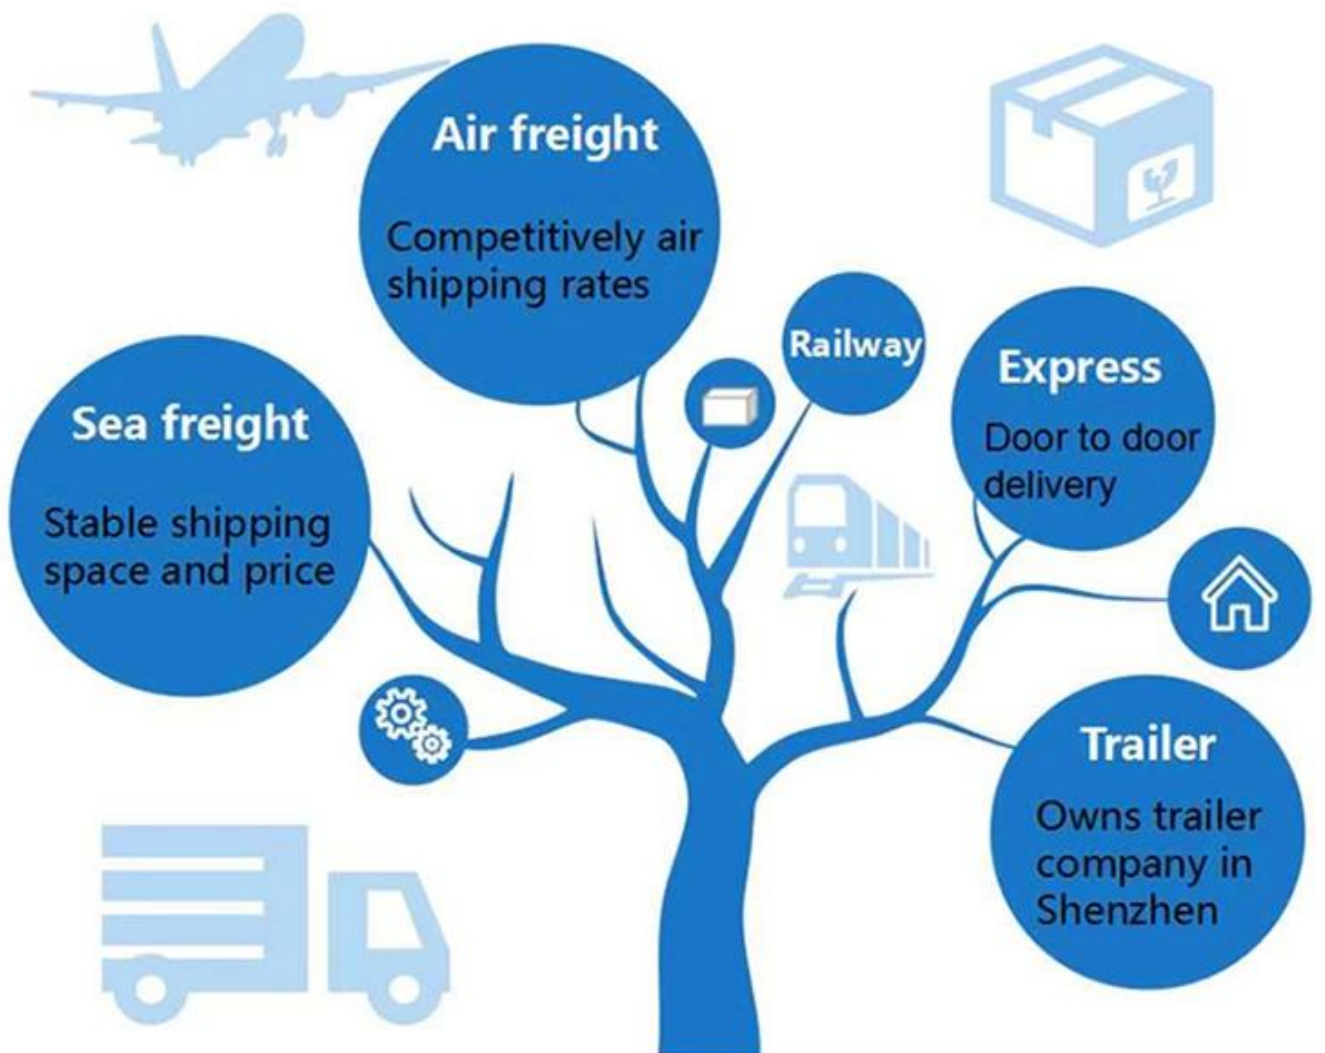 Air freight
Competitively air
shipping rates
Railway
Express
Door to door
delivery
Sea freight
Stable shipping
space and price
Trailer
Owns trailer
company in
Shenzhen